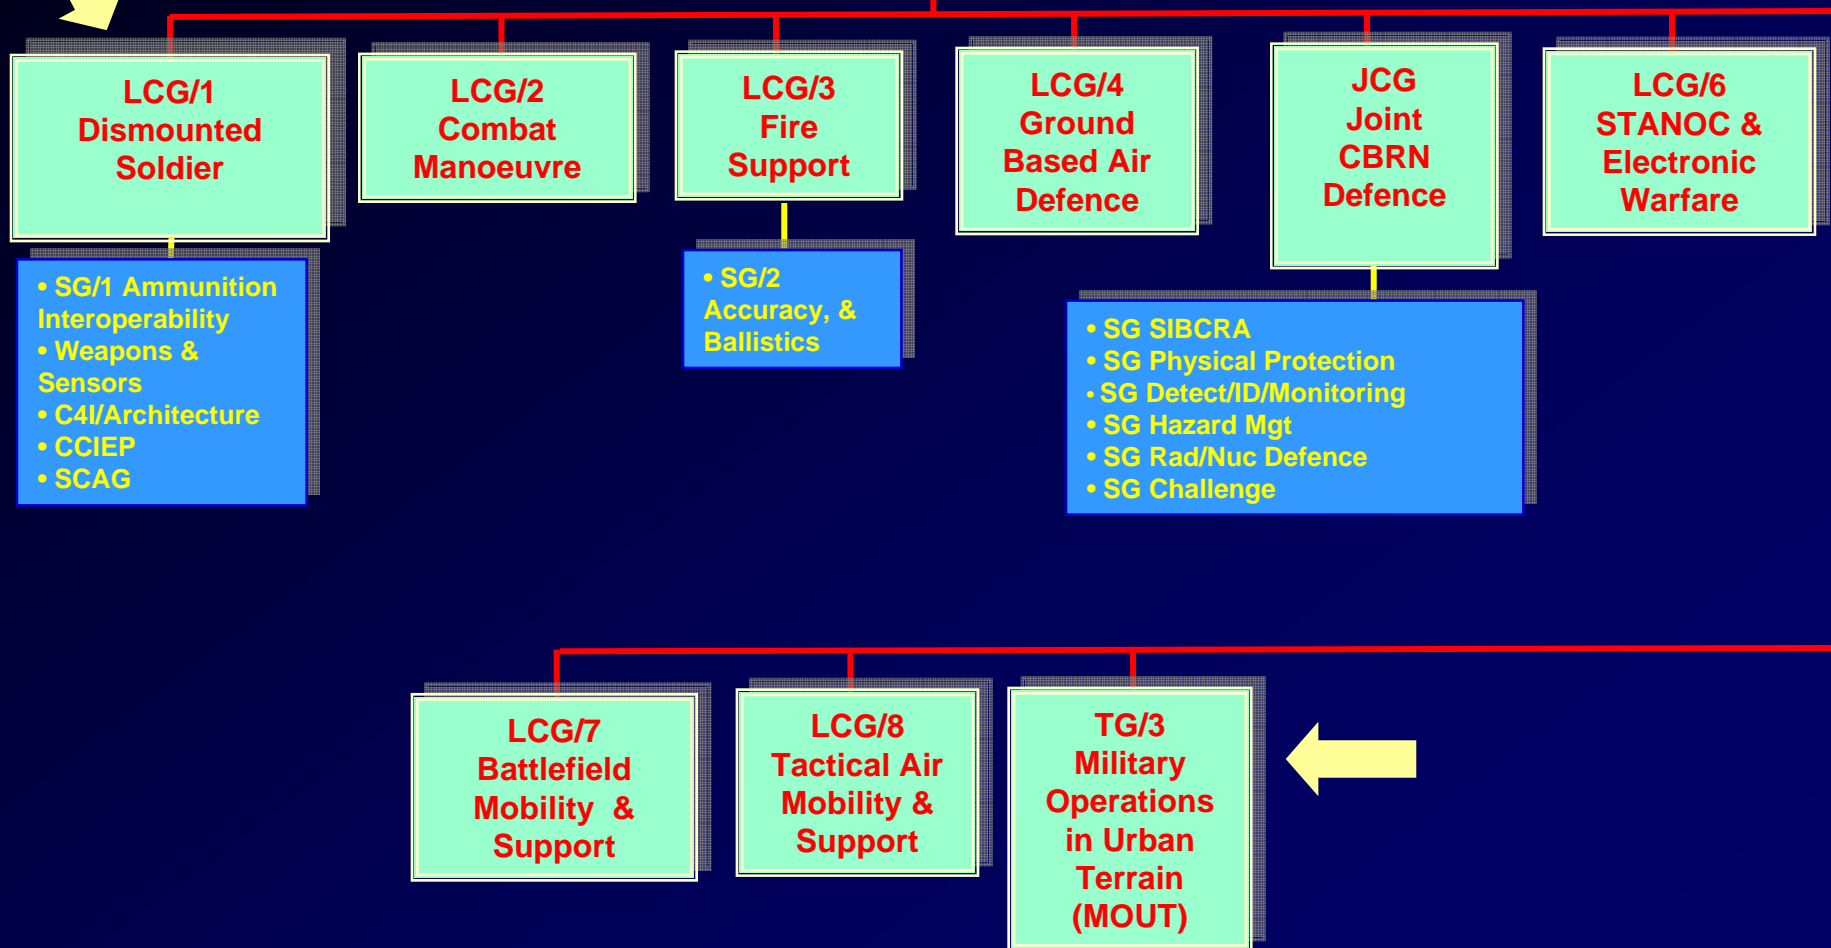 LCG/1
Dismounted
Soldier
LCG/2
Combat
Manoeuvre
LCG/3
Fire
Support
LCG/4
Ground
Based Air
Defence
JCG
Joint
CBRN
Defence
LCG/6
STANOC &
Electronic
Warfare
• SG/1 Ammunition
Interoperability
• Weapons &
Sensors
• C4I/Architecture
• CCIEP
• SCAG
• SG/2
Accuracy, &
Ballistics
• SG SIBCRA
• SG Physical Protection
• SG Detect/ID/Monitoring
• SG Hazard Mgt
• SG Rad/Nuc Defence
• SG Challenge
LCG/7
Battlefield
Mobility &
Support
LCG/8
Tactical Air
Mobility &
Support
TG/3
Military
Operations
in Urban
Terrain
(MOUT)